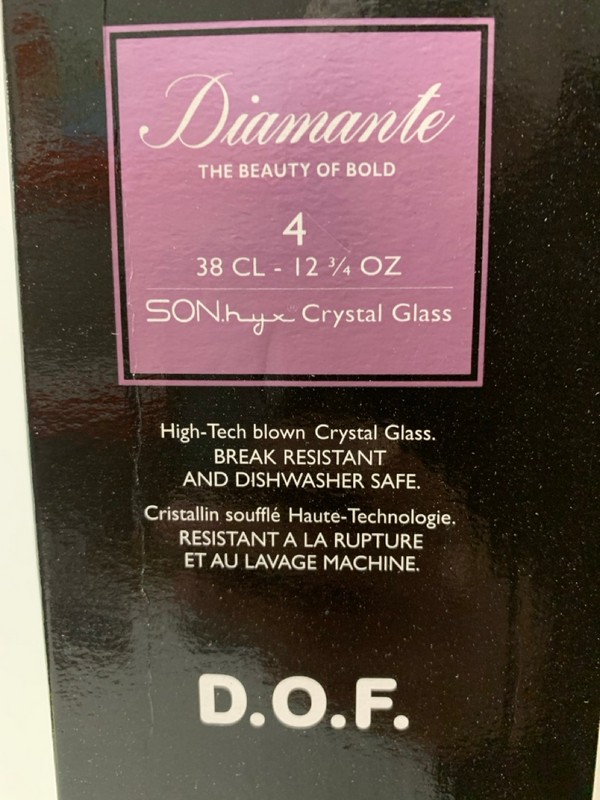 Diamante
THE BEAUTY OF BOLD
4
38 CL - 12 ¾ OZ
SON.hyx Crystal Glass
High-Tech blown Crystal Glass.
BREAK RESISTANT
AND DISHWASHER SAFE.
Cristallin soufflé Haute-Technologie.
RESISTANT A LA RUPTURE
ET AU LAVAGE MACHINE.
D.O.F.